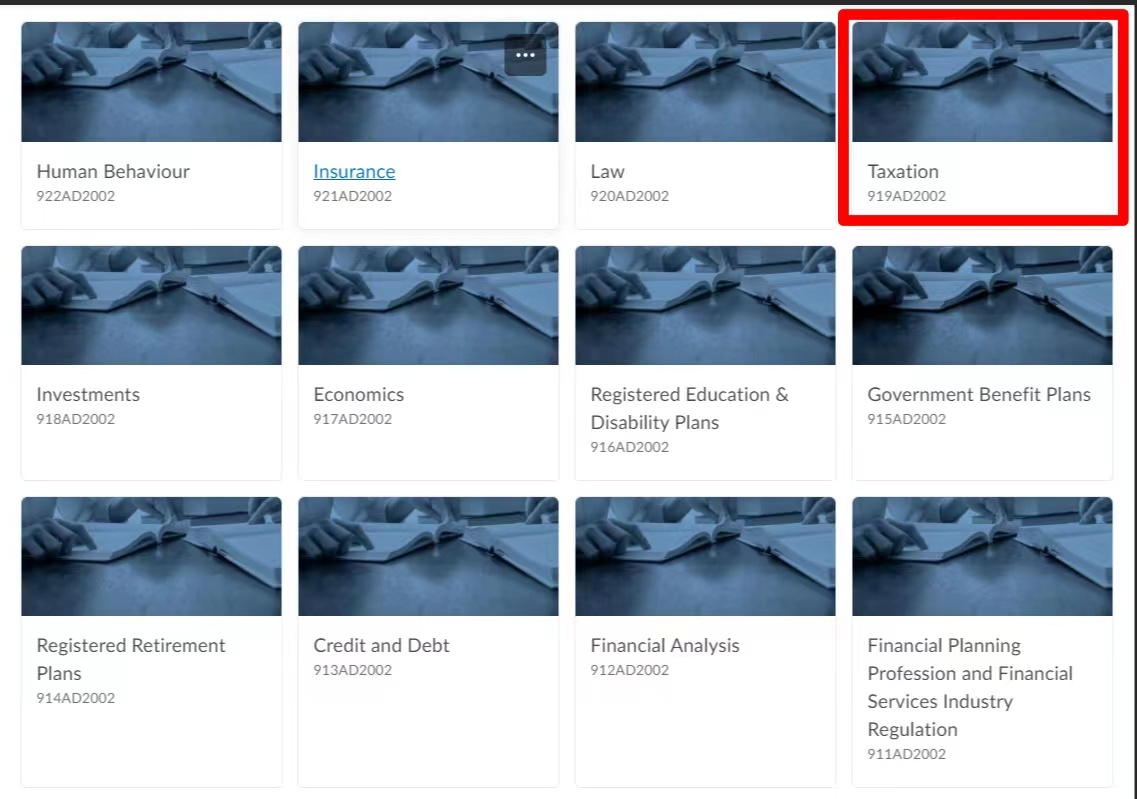 Human Behaviour
922AD2002
Insurance
921AD2002
Law
920AD2002
Taxation
919AD2002
Investments
918AD2002
Economics
917AD2002
Registered Education &
Disability Plans
916AD2002
Government Benefit Plans
915AD2002
Registered Retirement
Plans
914AD2002
Credit and Debt
913AD2002
Financial Analysis
912AD2002
Financial Planning
Profession and Financial
Services Industry
Regulation
911AD2002